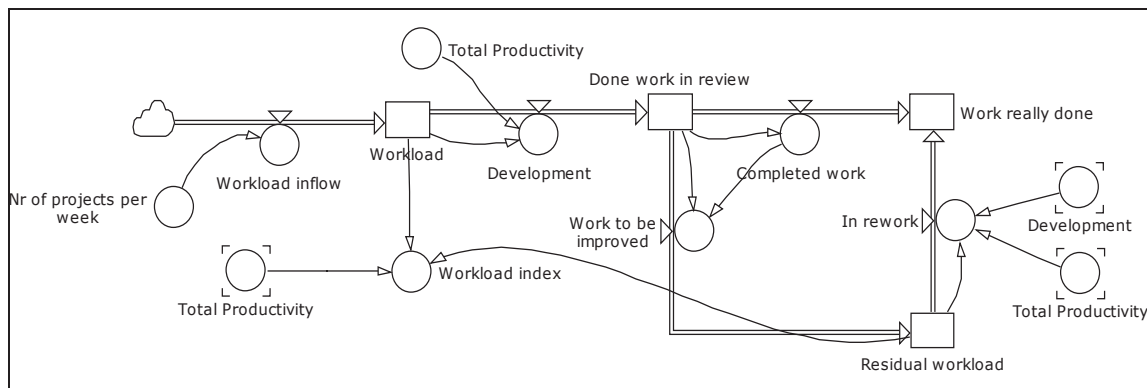 Total Productivity
Done work in review
Work really done
Workload
Workload inflow
Development
Completed work
Nr of projects per
week
Work to be
improved
In rework
Development
Workload index
Total Productivity
Total Productivity
Residual workload